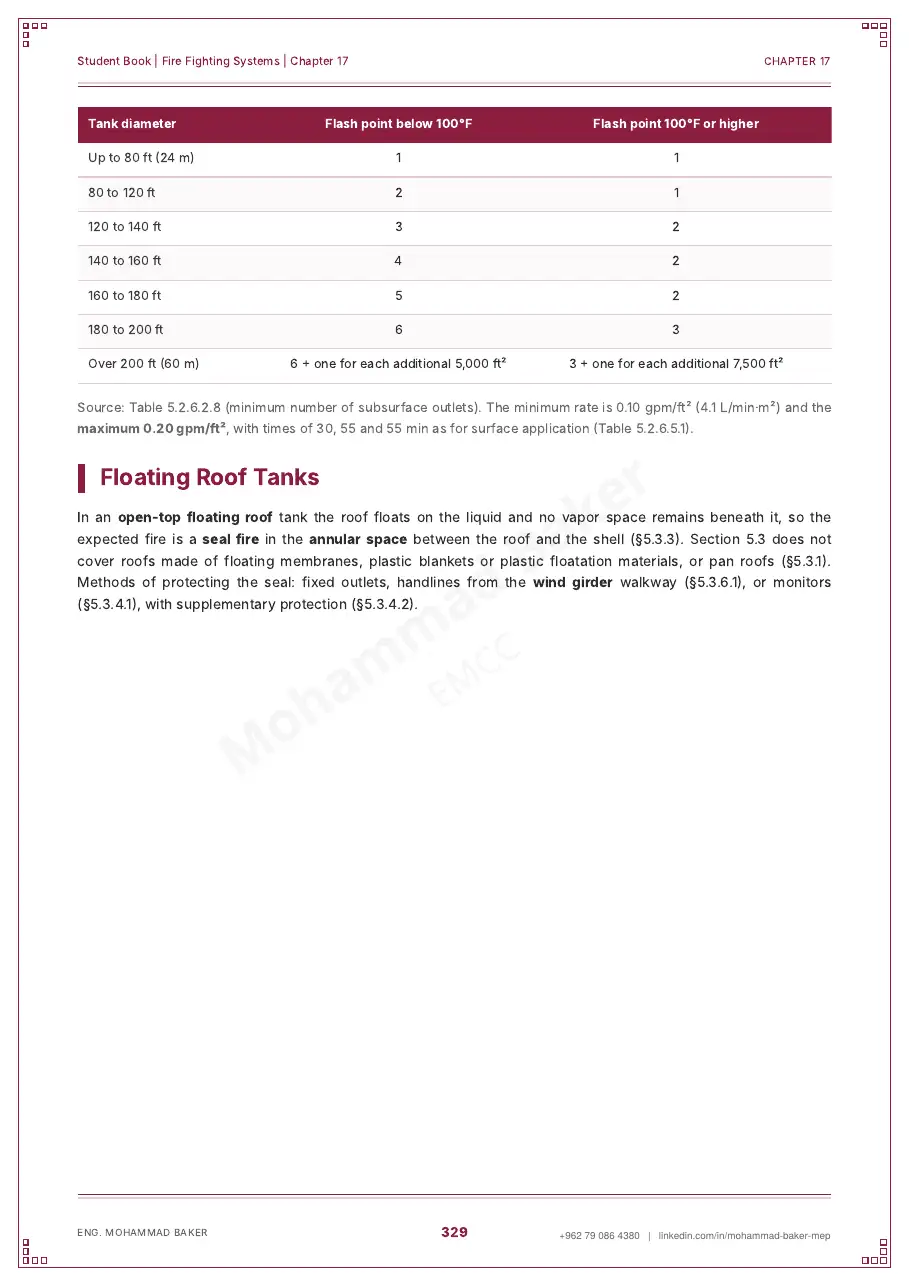 Student Book | Fire Fighting Systems | Chapter 17
CHAPTER 17
Tank diameter Flash point below 100°F Flash point 100°F or higher
Up to 80 ft (24 m) 1 1
80 to 120 ft 2 1
120 to 140 ft 3 2
140 to 160 ft 4 2
160 to 180 ft 5 2
180 to 200 ft 6 3
Over 200 ft (60 m) 6 + one for each additional 5,000 ft² 3 + one for each additional 7,500 ft²
Source: Table 5.2.6.2.8 (minimum number of subsurface outlets). The minimum rate is 0.10 gpm/ft² (4.1 L/min·m²) and the
maximum 0.20 gpm/ft², with times of 30, 55 and 55 min as for surface application (Table 5.2.6.5.1).
Floating Roof Tanks
In an open-top floating roof tank the roof floats on the liquid and no vapor space remains beneath it, so the
expected fire is a seal fire in the annular space between the roof and the shell (§5.3.3). Section 5.3 does not
cover roofs made of floating membranes, plastic blankets or plastic floatation materials, or pan roofs (§5.3.1).
Methods of protecting the seal: fixed outlets, handlines from the wind girder walkway (§5.3.6.1), or monitors
(§5.3.4.1), with supplementary protection (§5.3.4.2).
Mohammad Baker
EMCC
ENG. MOHAMMAD BAKER
329
+962 79 086 4380 | linkedin.com/in/mohammad-baker-mep